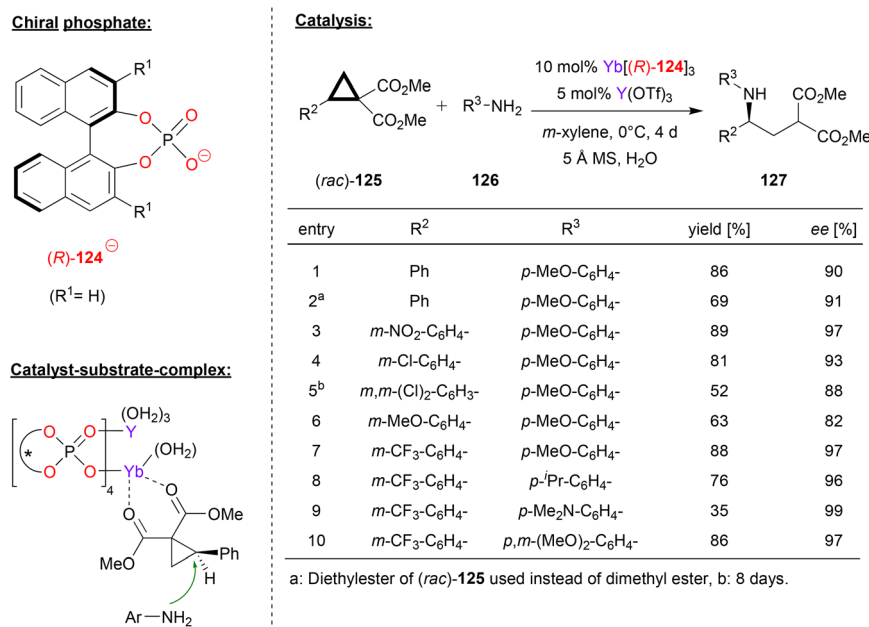 Chiral phosphate:
R¹
O
O
P
O
O⊖
R¹
(R)-124⊖
(R¹= H)
Catalyst-substrate-complex:
(OH₂)₃
O O Y
* P (OH₂)
O O Yb
4
O
O
OMe
MeO
Ph
H
Ar—NH₂
Catalysis:
10 mol% Yb[(R)-124]₃
5 mol% Y(OTf)₃
m-xylene, 0°C, 4 d
5 Å MS, H₂O
R² CO₂Me CO₂Me + R³-NH₂
R³ NH R² CO₂Me CO₂Me
(rac)-125 126 127
entry R² R³ yield [%] ee [%]
1 Ph p-MeO-C₆H₄- 86 90
2ᵃ Ph p-MeO-C₆H₄- 69 91
3 m-NO₂-C₆H₄- p-MeO-C₆H₄- 89 97
4 m-Cl-C₆H₄- p-MeO-C₆H₄- 81 93
5ᵇ m,m-(Cl)₂-C₆H₃- p-MeO-C₆H₄- 52 88
6 m-MeO-C₆H₄- p-MeO-C₆H₄- 63 82
7 m-CF₃-C₆H₄- p-MeO-C₆H₄- 88 97
8 m-CF₃-C₆H₄- p-ⁱPr-C₆H₄- 76 96
9 m-CF₃-C₆H₄- p-Me₂N-C₆H₄- 35 99
10 m-CF₃-C₆H₄- p,m-(MeO)₂-C₆H₄- 86 97
a: Diethylester of (rac)-125 used instead of dimethyl ester, b: 8 days.